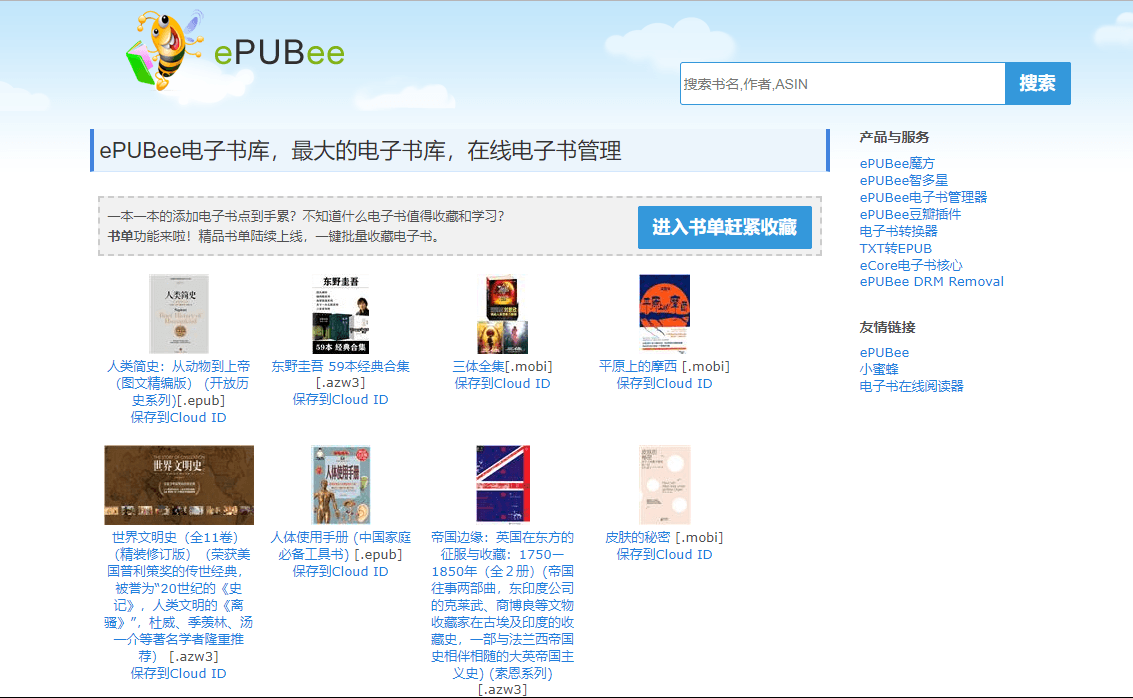 ePUBee
搜索书名,作者,ASIN
搜索
ePUBee电子书库，最大的电子书库，在线电子书管理
一本一本的添加电子书点到手累？不知道什么电子书值得收藏和学习？
书单功能来啦！精品书单陆续上线，一键批量收藏电子书。
进入书单赶紧收藏
人类简史
东野圭吾
59本 经典合集
平原上的摩西
人类简史：从动物到上帝
（图文精编版）（开放历
史系列)[.epub]
保存到Cloud ID
东野圭吾 59本经典合集
[.azw3]
保存到Cloud ID
三体全集[.mobi]
保存到Cloud ID
平原上的摩西 [.mobi]
保存到Cloud ID
世界文明史
人体使用手册
皮肤的
秘密
世界文明史（全11卷）
（精装修订版）（荣获美
国普利策奖的传世经典，
被誉为“20世纪的《史
记》，人类文明的《离
骚》”，杜威、季羡林、汤
一介等著名学者隆重推
荐） [.azw3]
保存到Cloud ID
人体使用手册 (中国家庭
必备工具书) [.epub]
保存到Cloud ID
帝国边缘：英国在东方的
征服与收藏：1750—
1850年（全２册）(帝国
往事两部曲，东印度公司
的克莱武、商博良等文物
收藏家在古埃及印度的收
藏史，一部与法兰西帝国
史相伴相随的大英帝国主
义史) (索恩系列)
[.azw3]
皮肤的秘密 [.mobi]
保存到Cloud ID
产品与服务
ePUBee魔方
ePUBee智多星
ePUBee电子书管理器
ePUBee豆瓣插件
电子书转换器
TXT转EPUB
eCore电子书核心
ePUBee DRM Removal
友情链接
ePUBee
小蜜蜂
电子书在线阅读器